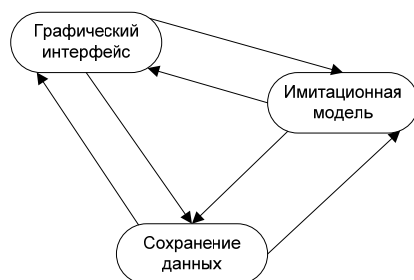 Графический
интерфейс
Имитационная
модель
Сохранение
данных